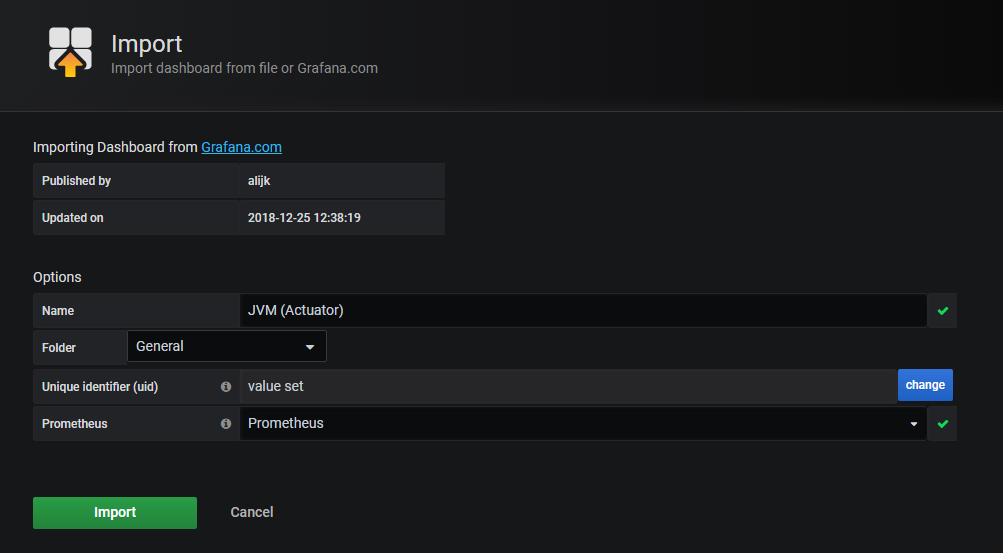 Import
Import dashboard from file or Grafana.com
Importing Dashboard from Grafana.com
Published by alijk
Updated on 2018-12-25 12:38:19
Options
Name JVM (Actuator)
Folder General
Unique identifier (uid) value set change
Prometheus Prometheus
Import Cancel